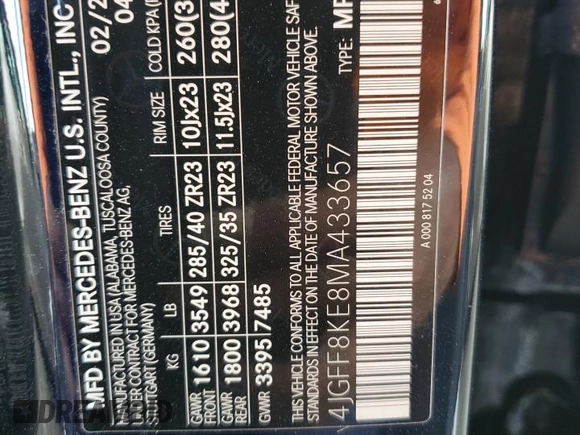 MFD BY MERCEDES-BENZ U.S. INTL., INC
MANUFACTURED IN USA (ALABAMA, TUSCALOOSA COUNTY)
UNDER CONTRACT FOR MERCEDES-BENZ AG,
STUTTGART (GERMANY)
02/2
04
KG LB TIRES RIM SIZE COLD KPA
GAWR FRONT 1610 3549 285/40 ZR23 10Jx23 260(3
GAWR REAR 1800 3968 325/35 ZR23 11.5Jx23 280(4
GVWR 3395 7485
THIS VEHICLE CONFORMS TO ALL APPLICABLE FEDERAL MOTOR VEHICLE SAF
IN EFFECT ON THE DATE OF MANUFACTURE SHOWN ABOVE.
4JGFF8KE8MA433657
TYPE: MP
A 000 817 52 04
DREAMBID